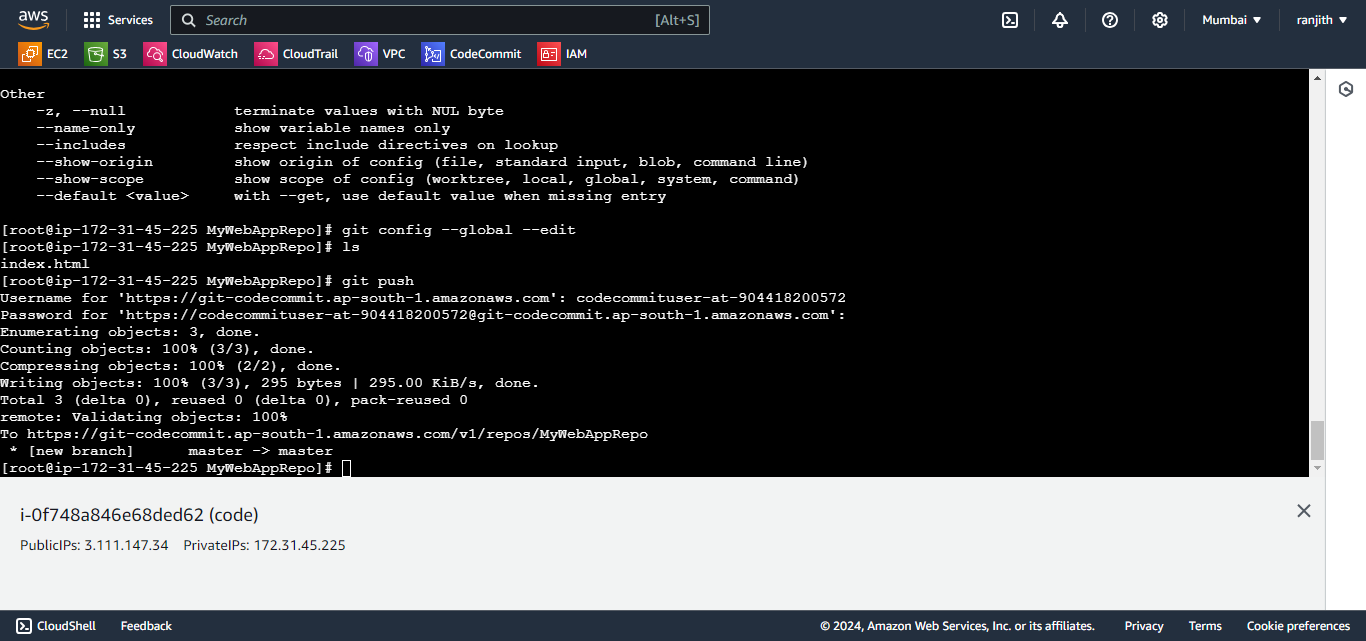 aws Services Search [Alt+S] Mumbai ▼ ranjith ▼
EC2 S3 CloudWatch CloudTrail VPC CodeCommit IAM
Other
    -z, --null            terminate values with NUL byte
    --name-only           show variable names only
    --includes            respect include directives on lookup
    --show-origin         show origin of config (file, standard input, blob, command line)
    --show-scope          show scope of config (worktree, local, global, system, command)
    --default <value>     with --get, use default value when missing entry
[root@ip-172-31-45-225 MyWebAppRepo]# git config --global --edit
[root@ip-172-31-45-225 MyWebAppRepo]# ls
index.html
[root@ip-172-31-45-225 MyWebAppRepo]# git push
Username for 'https://git-codecommit.ap-south-1.amazonaws.com': codecommituser-at-904418200572
Password for 'https://codecommituser-at-904418200572@git-codecommit.ap-south-1.amazonaws.com':
Enumerating objects: 3, done.
Counting objects: 100% (3/3), done.
Compressing objects: 100% (2/2), done.
Writing objects: 100% (3/3), 295 bytes | 295.00 KiB/s, done.
Total 3 (delta 0), reused 0 (delta 0), pack-reused 0
remote: Validating objects: 100%
To https://git-codecommit.ap-south-1.amazonaws.com/v1/repos/MyWebAppRepo
 * [new branch]      master -> master
[root@ip-172-31-45-225 MyWebAppRepo]#
i-0f748a846e68ded62 (code)
PublicIPs: 3.111.147.34 PrivateIPs: 172.31.45.225
CloudShell Feedback © 2024, Amazon Web Services, Inc. or its affiliates. Privacy Terms Cookie preferences